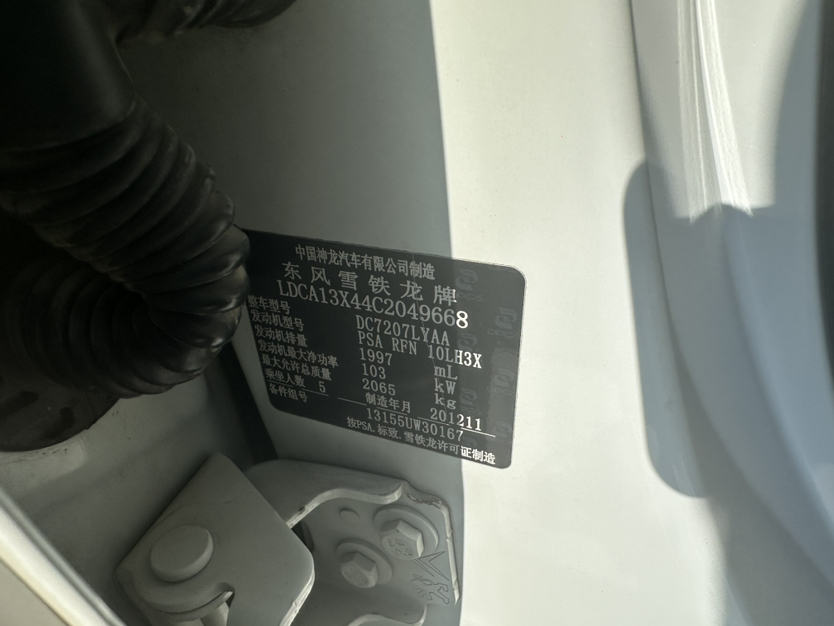 中国神龙汽车有限公司制造
东风雪铁龙牌
LDCA13X44C2049668
整车型号 DC7207LYAA
发动机型号 PSA RFN 10LH3X
发动机排量 1997 mL
发动机最大净功率 103 kW
最大允许总质量 2065 kg
乘坐人数 5 制造年月 201211
备件组号 13155UW30167
按PSA.标致.雪铁龙许可证制造